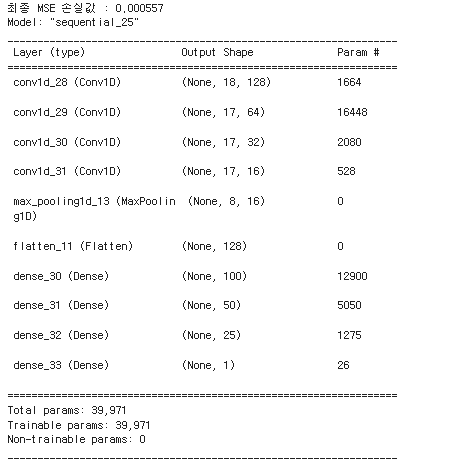 최종 MSE 손실값 : 0.000557
Model: "sequential_25"
_________________________________________________________________
Layer (type)                Output Shape              Param #
=================================================================
conv1d_28 (Conv1D)          (None, 18, 128)           1664
conv1d_29 (Conv1D)          (None, 17, 64)            16448
conv1d_30 (Conv1D)          (None, 17, 32)            2080
conv1d_31 (Conv1D)          (None, 17, 16)            528
max_pooling1d_13 (MaxPoolin  (None, 8, 16)            0
g1D)
flatten_11 (Flatten)        (None, 128)               0
dense_30 (Dense)            (None, 100)               12900
dense_31 (Dense)            (None, 50)                5050
dense_32 (Dense)            (None, 25)                1275
dense_33 (Dense)            (None, 1)                 26
=================================================================
Total params: 39,971
Trainable params: 39,971
Non-trainable params: 0
_________________________________________________________________